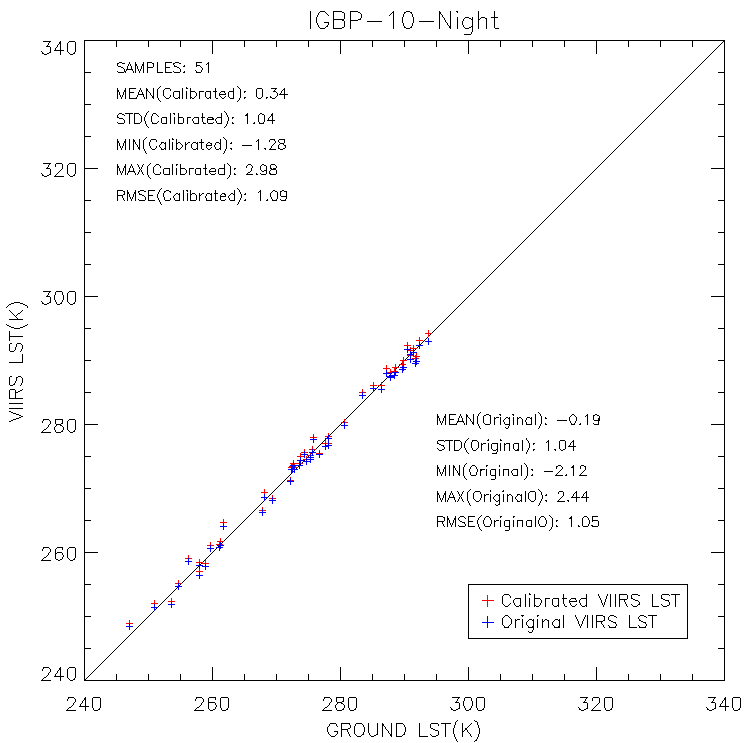 IGBP-10-Night
340
SAMPLES: 51
MEAN(Calibrated): 0.34
STD(Calibrated): 1.04
MIN(Calibrated): -1.28
MAX(Calibrated): 2.98
RMSE(Calibrated): 1.09
320
300
VIIRS LST(K)
280
MEAN(Original): -0.19
STD(Original): 1.04
MIN(Original): -2.12
MAX(OriginalO): 2.44
RMSE(OriginalO): 1.05
260
Calibrated VIIRS LST
Original VIIRS LST
240
240 260 280 300 320 340
GROUND LST(K)